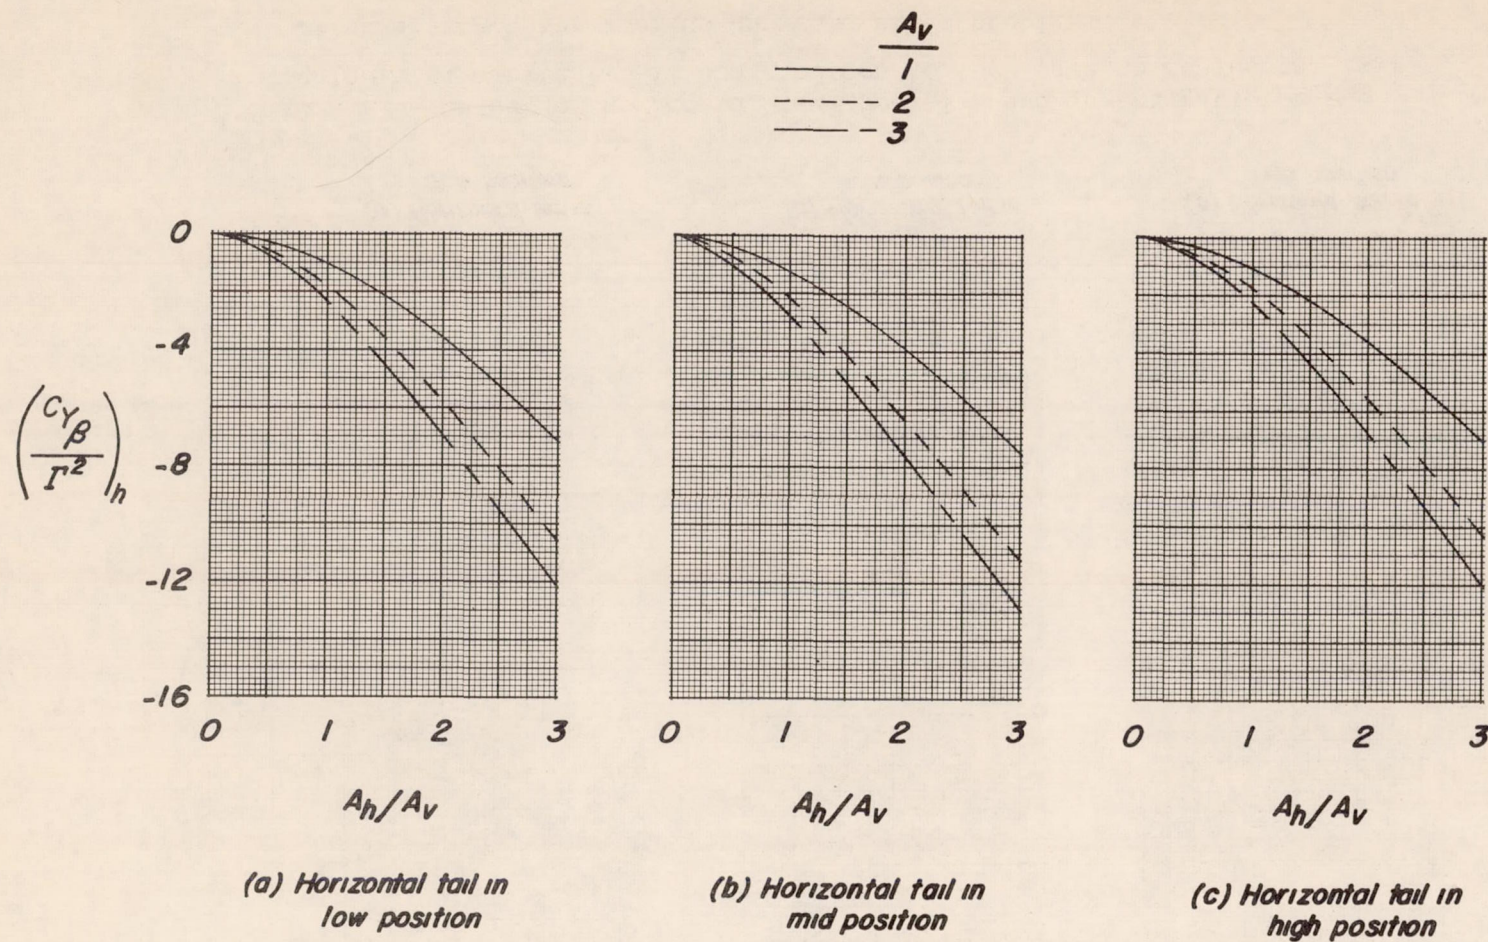 A_v
1
2
3
0
-4
-8
-12
-16
(C_Yβ / Γ²)_h
0 1 2 3
0 1 2 3
0 1 2 3
A_h/A_v
A_h/A_v
A_h/A_v
(a) Horizontal tail in
low position
(b) Horizontal tail in
mid position
(c) Horizontal tail in
high position